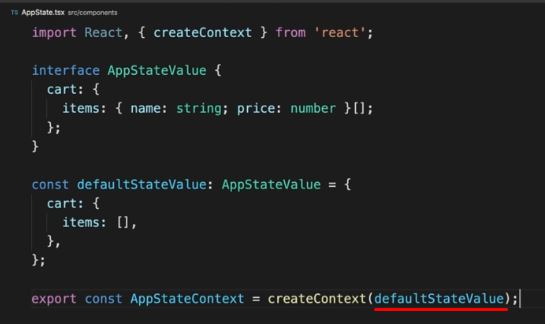 TS AppState.tsx src/components
import React, { createContext } from 'react';
interface AppStateValue {
cart: {
items: { name: string; price: number }[];
};
}
const defaultStateValue: AppStateValue = {
cart: {
items: [],
},
};
export const AppStateContext = createContext(defaultStateValue);